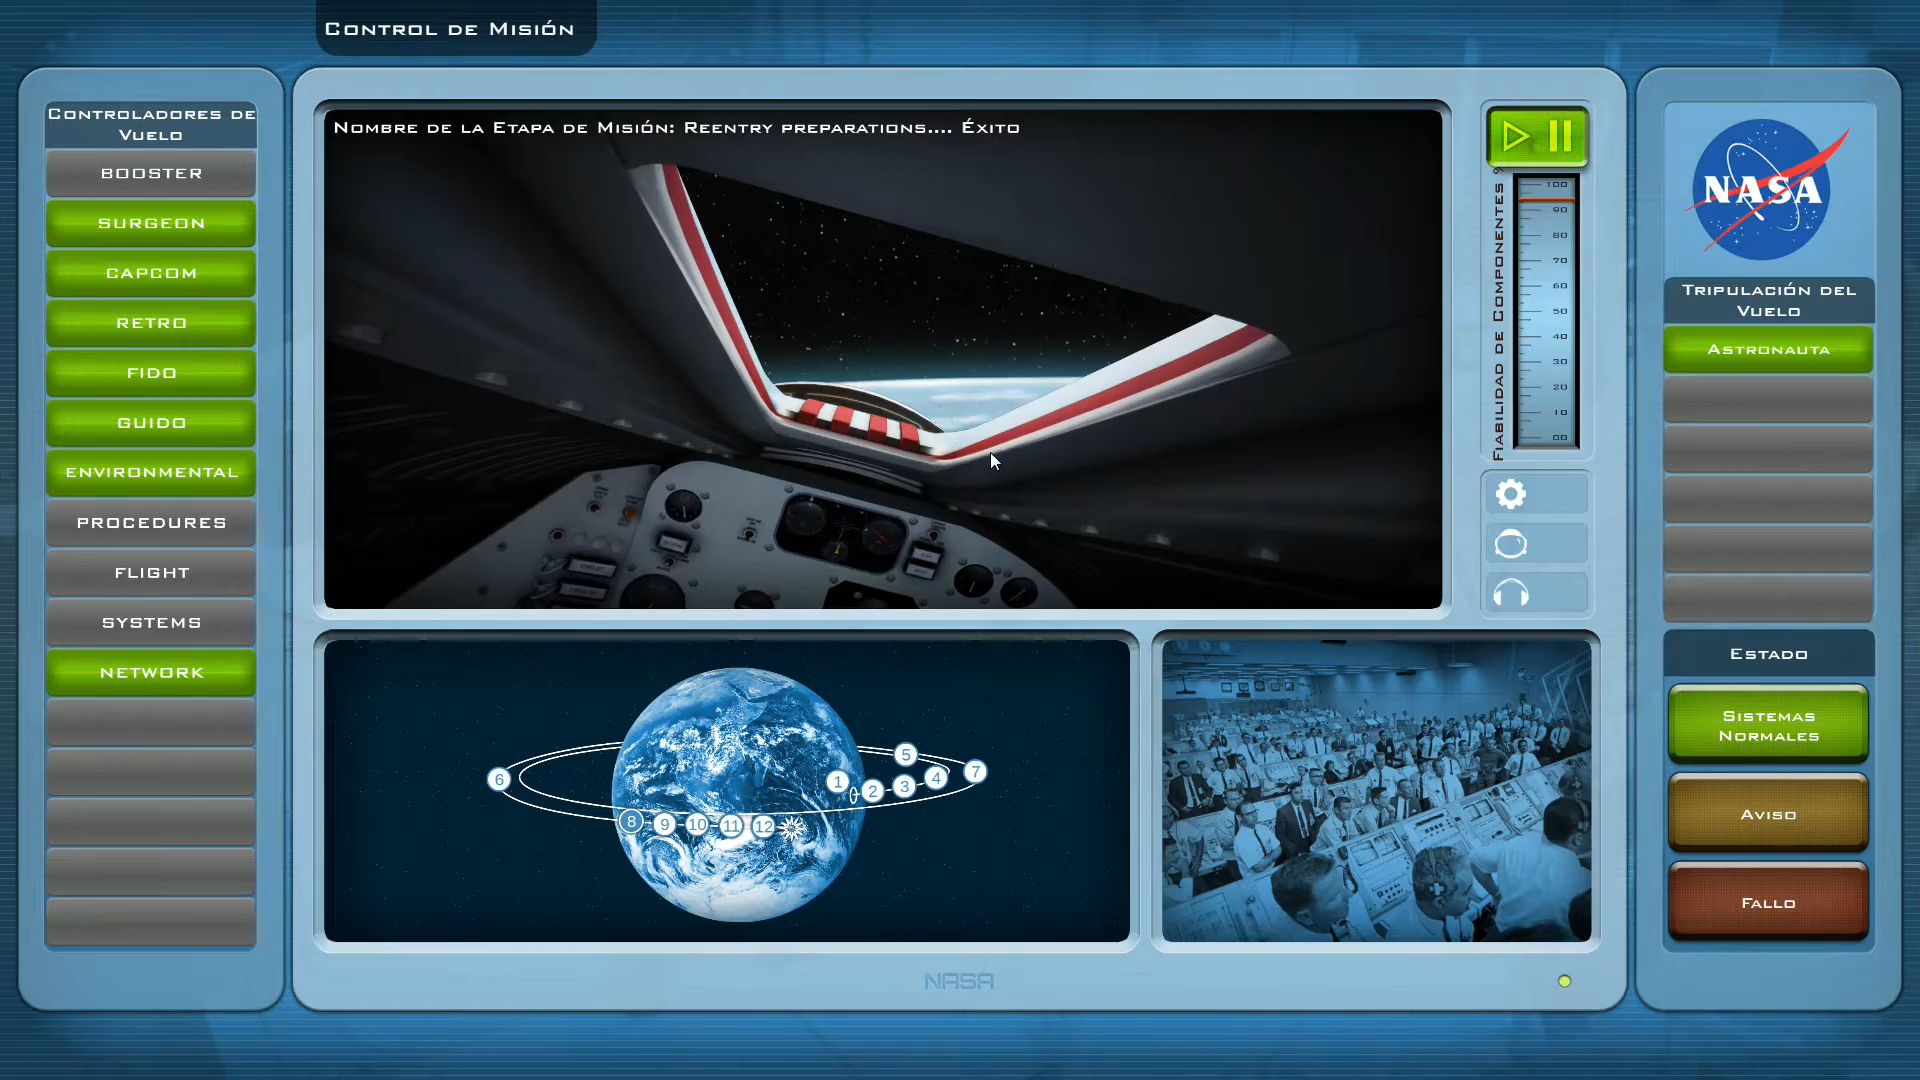 Control de Misión
Controladores de
Vuelo
BOOSTER
SURGEON
CAPCOM
RETRO
FIDO
GUIDO
ENVIRONMENTAL
PROCEDURES
FLIGHT
SYSTEMS
NETWORK
Nombre de la Etapa de Misión: Reentry preparations.... Éxito
Fiabilidad de Componentes %
100
90
80
70
60
50
40
30
20
10
00
6
5
7
1
2
3
4
8
9
10
11
12
NASA
NASA
Tripulación del
Vuelo
Astronauta
Estado
Sistemas
Normales
Aviso
Fallo